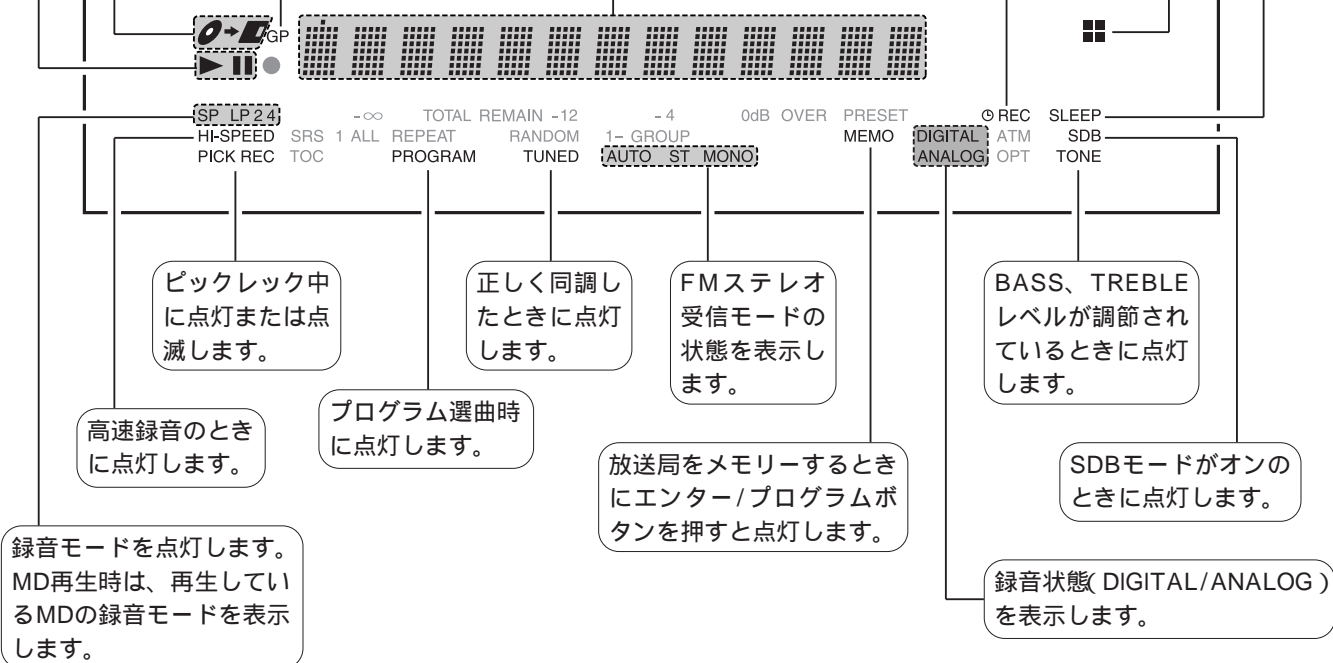 GP
SP LP 2 4 -∞ TOTAL REMAIN -12 -4 0dB OVER PRESET REC SLEEP
HI-SPEED SRS 1 ALL REPEAT RANDOM 1- GROUP MEMO DIGITAL ATM SDB
PICK REC TOC PROGRAM TUNED AUTO ST MONO ANALOG OPT TONE
ピックレック中
に点灯または点
滅します。
正しく同調し
たときに点灯
します。
FMステレオ
受信モードの
状態を表示し
ます。
BASS、TREBLE
レベルが調節され
ているときに点灯
します。
高速録音のとき
に点灯します。
プログラム選曲時
に点灯します。
放送局をメモリーするとき
にエンター/プログラムボ
タンを押すと点灯します。
SDBモードがオンの
ときに点灯します。
録音モードを点灯します。
MD再生時は、再生してい
るMDの録音モードを表示
します。
録音状態(DIGITAL/ANALOG)
を表示します。